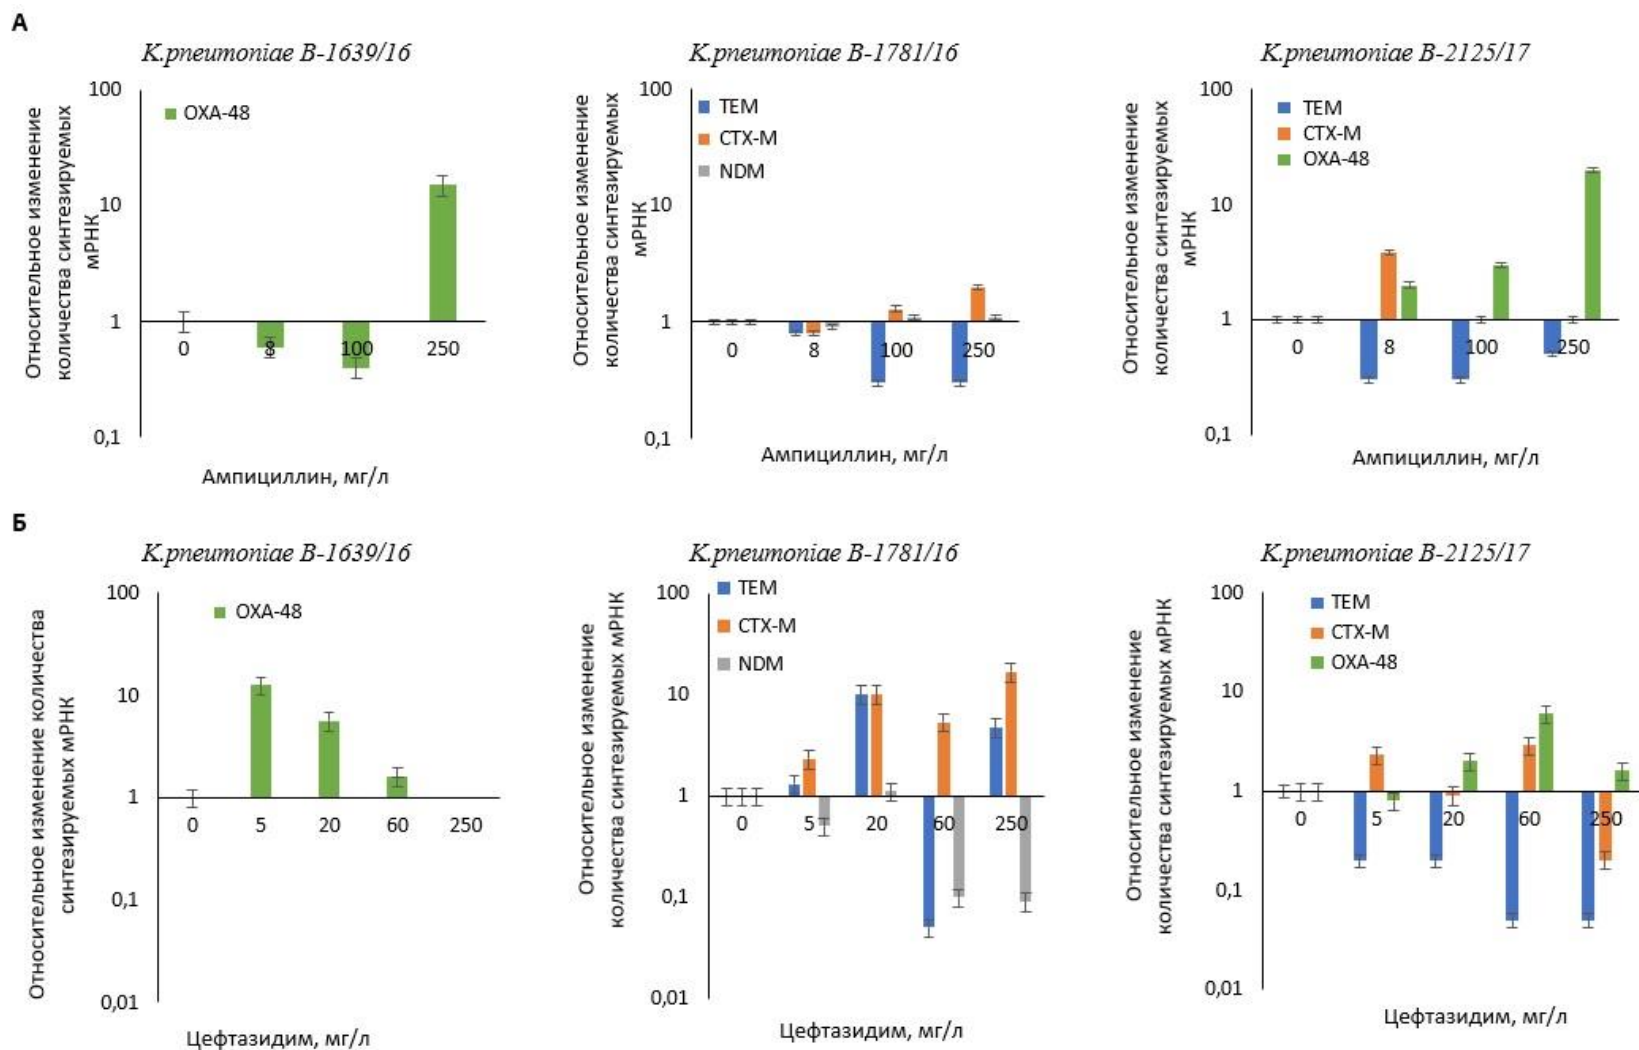 А
K.pneumoniae B-1639/16
Относительное изменение
количества синтезируемых
мРНК
100
10
1
0,1
OXA-48
0
8
100
250
Ампициллин, мг/л
K.pneumoniae B-1781/16
Относительное изменение
количества синтезируемых
мРНК
100
10
1
0,1
TEM
CTX-M
NDM
0
8
100
250
Ампициллин, мг/л
K.pneumoniae B-2125/17
Относительное изменение
количества синтезируемых
мРНК
100
10
1
0,1
TEM
CTX-M
OXA-48
0
8
100
250
Ампициллин, мг/л
Б
K.pneumoniae B-1639/16
Относительное изменение количества
синтезируемых мРНК
100
10
1
0,1
0,01
OXA-48
0
5
20
60
250
Цефтазидим, мг/л
K.pneumoniae B-1781/16
Относительное изменение
количества синтезируемых мРНК
100
10
1
0,1
0,01
TEM
CTX-M
NDM
0
5
20
60
250
Цефтазидим, мг/л
K.pneumoniae B-2125/17
Относительное изменение
количества синтезируемых мРНК
100
10
1
0,1
0,01
TEM
CTX-M
OXA-48
0
5
20
60
250
Цефтазидим, мг/л